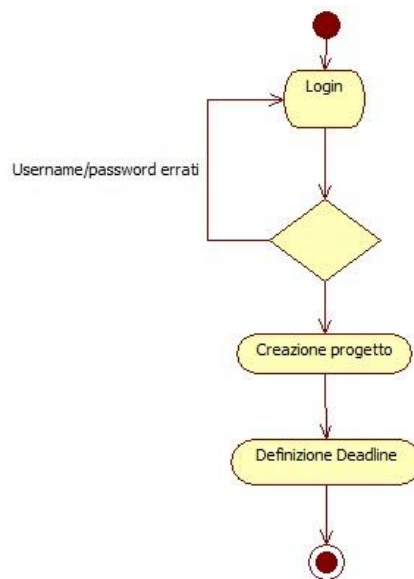 Login
Username/password errati
Creazione progetto
Definizione Deadline